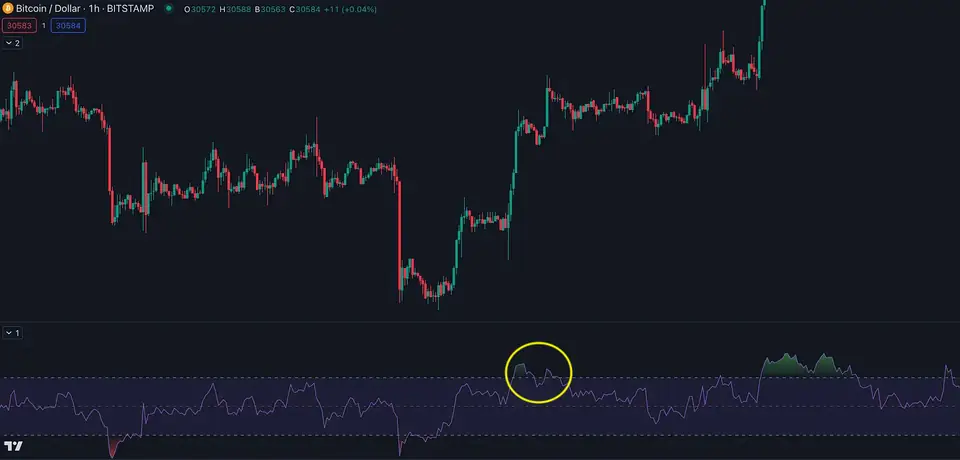 Bitcoin / Dollar · 1h · BITSTAMP O30572 H30588 B30563 C30584 +11 (+0.04%)
30583 1 30584
2
1